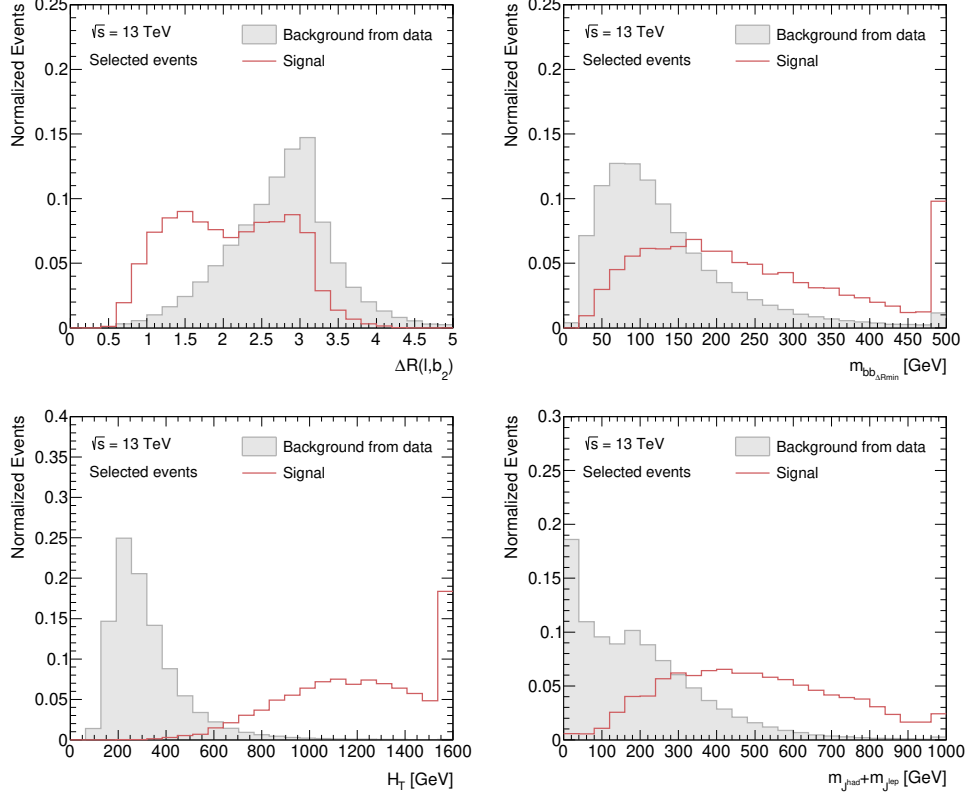 Normalized Events
0.25
0.2
0.15
0.1
0.05
0
√s = 13 TeV
Selected events
Background from data
Signal
0 0.5 1 1.5 2 2.5 3 3.5 4 4.5 5
ΔR(l,b₂)
Normalized Events
0.25
0.2
0.15
0.1
0.05
0
√s = 13 TeV
Selected events
Background from data
Signal
0 50 100 150 200 250 300 350 400 450 500
m_bb_ΔRmin [GeV]
Normalized Events
0.4
0.35
0.3
0.25
0.2
0.15
0.1
0.05
0
√s = 13 TeV
Selected events
Background from data
Signal
0 200 400 600 800 1000 1200 1400 1600
H_T [GeV]
Normalized Events
0.3
0.25
0.2
0.15
0.1
0.05
0
√s = 13 TeV
Selected events
Background from data
Signal
0 100 200 300 400 500 600 700 800 900 1000
m_J^had+m_J^lep [GeV]